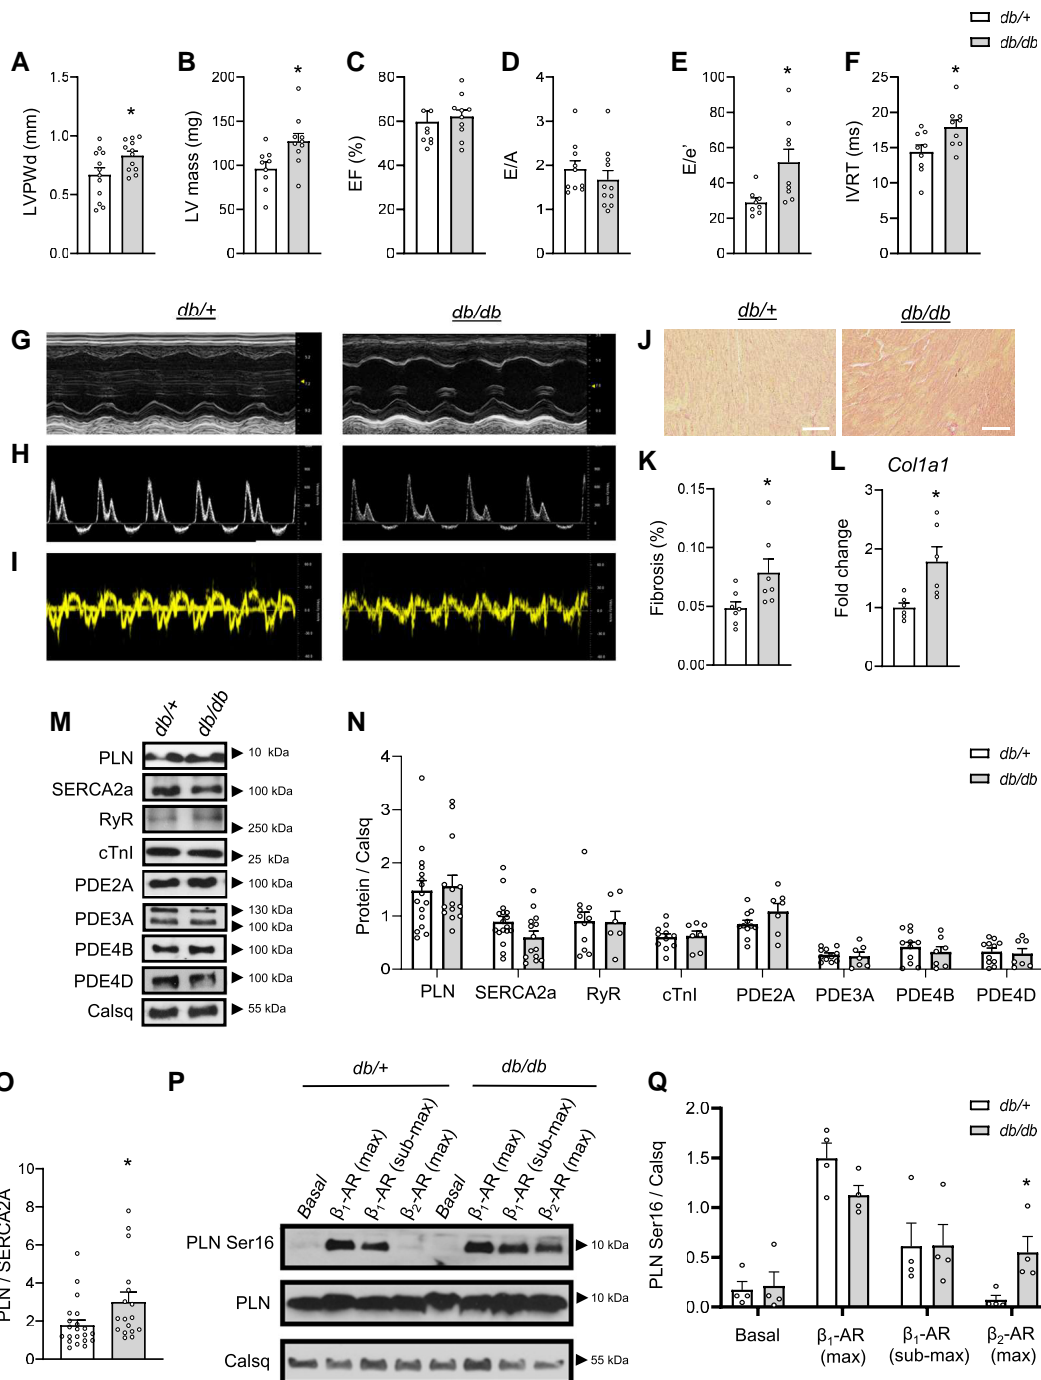 db/+
db/db
A
B
C
D
E
F
LVPWd (mm)
1.5
1.0
0.5
0.0
*
LV mass (mg)
200
150
100
50
0
*
EF (%)
80
60
40
20
0
E/A
4
3
2
1
0
E/e'
100
80
60
40
20
0
*
IVRT (ms)
25
20
15
10
5
0
*
db/+
db/db
G
H
I
db/+
db/db
J
K
Fibrosis (%)
0.15
0.10
0.05
0.00
*
L
Col1a1
Fold change
3
2
1
0
*
M
db/+
db/db
PLN
10 kDa
SERCA2a
100 kDa
RyR
250 kDa
cTnI
25 kDa
PDE2A
100 kDa
PDE3A
130 kDa
100 kDa
PDE4B
100 kDa
PDE4D
100 kDa
Calsq
55 kDa
N
db/+
db/db
Protein / Calsq
4
3
2
1
0
PLN
SERCA2a
RyR
cTnI
PDE2A
PDE3A
PDE4B
PDE4D
O
PLN / SERCA2A
10
8
6
4
2
0
*
P
db/+
db/db
Basal
β1-AR (max)
β1-AR (sub-max)
β2-AR (max)
Basal
β1-AR (max)
β1-AR (sub-max)
β2-AR (max)
PLN Ser16
10 kDa
PLN
10 kDa
Calsq
55 kDa
Q
db/+
db/db
PLN Ser16 / Calsq
2.0
1.5
1.0
0.5
0.0
*
Basal
β1-AR
(max)
β1-AR
(sub-max)
β2-AR
(max)